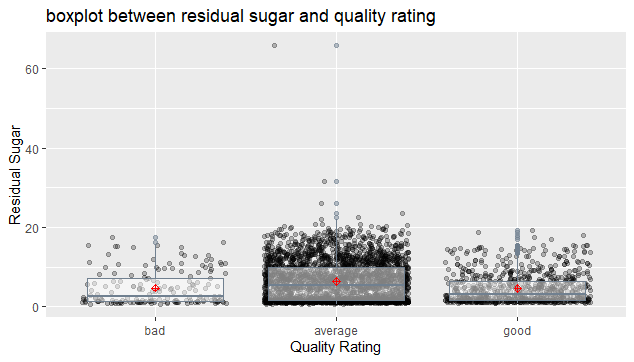 boxplot between residual sugar and quality rating
Residual Sugar
60
40
20
0
bad average good
Quality Rating